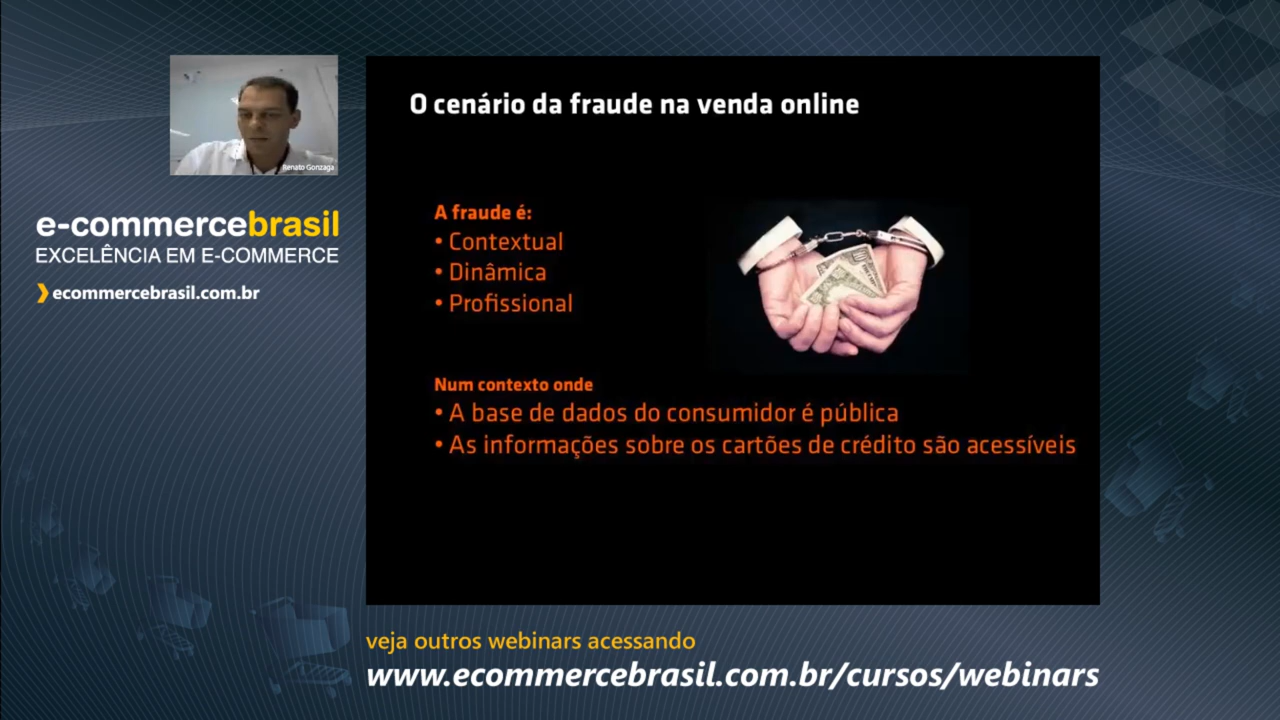 Renato Gonzaga
e-commercebrasil
EXCELÊNCIA EM E-COMMERCE
ecommercebrasil.com.br
O cenário da fraude na venda online
A fraude é:
• Contextual
• Dinâmica
• Profissional
Num contexto onde
• A base de dados do consumidor é pública
• As informações sobre os cartões de crédito são acessíveis
veja outros webinars acessando
www.ecommercebrasil.com.br/cursos/webinars